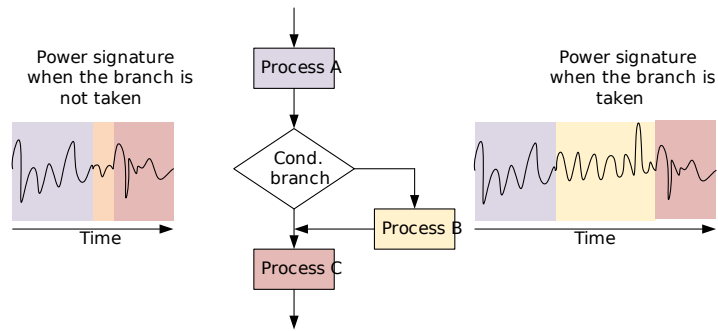 Power signature
when the branch is
not taken
Time
Process A
Cond.
branch
Process B
Process C
Power signature
when the branch is
taken
Time